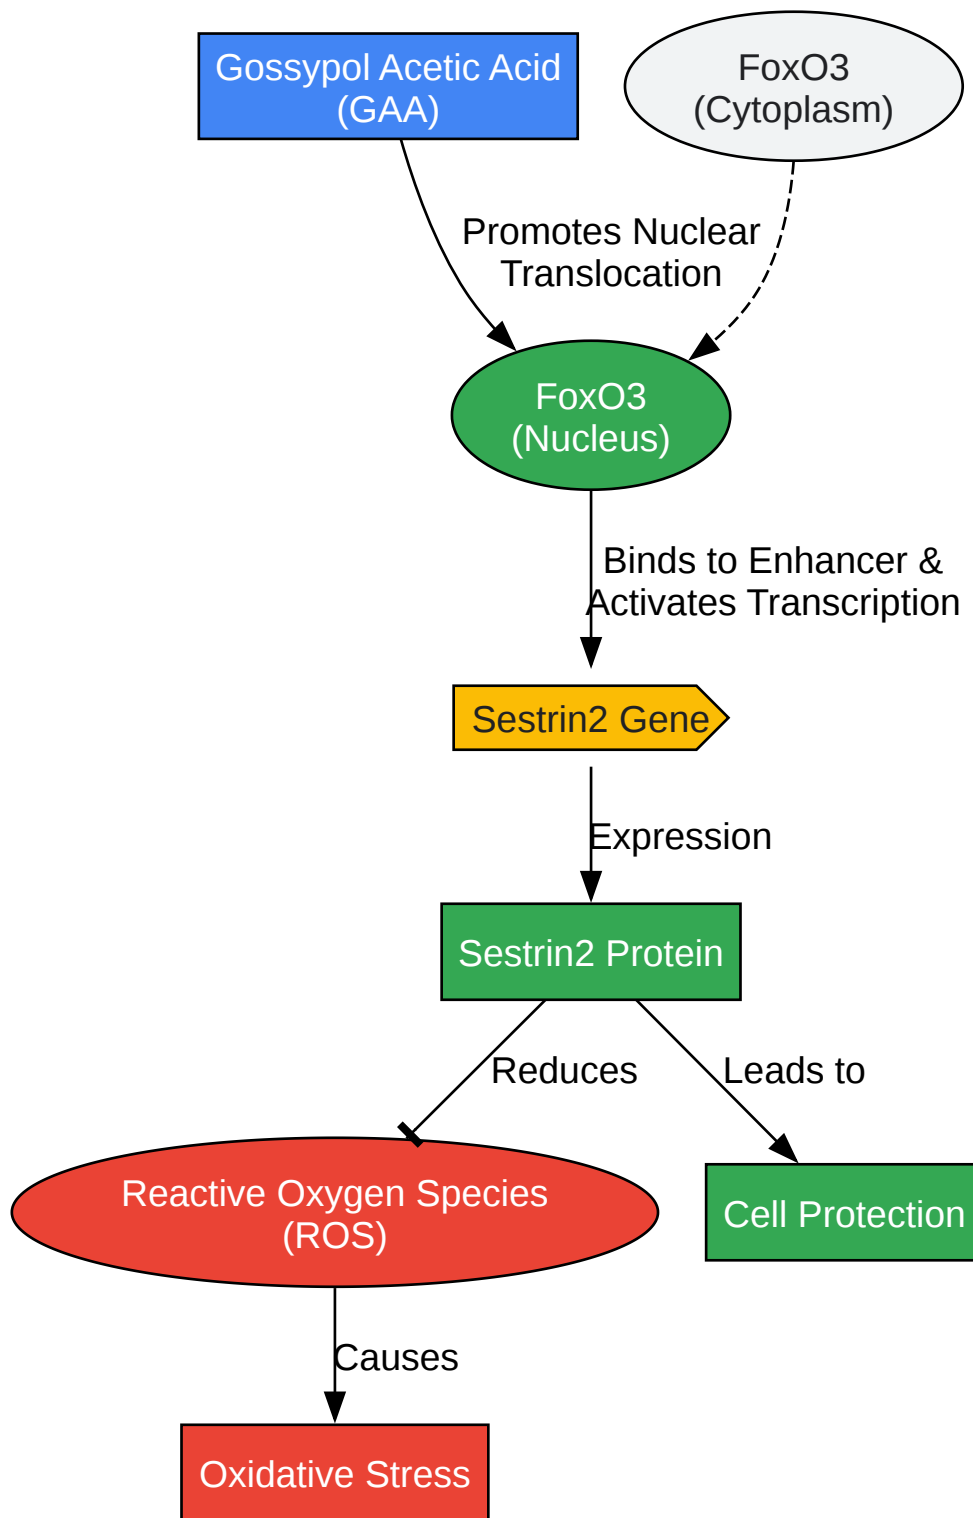 Gossypol Acetic Acid
(GAA)
FoxO3
(Cytoplasm)
Promotes Nuclear
Translocation
FoxO3
(Nucleus)
Binds to Enhancer &
Activates Transcription
Sestrin2 Gene
Expression
Sestrin2 Protein
Reduces
Leads to
Reactive Oxygen Species
(ROS)
Cell Protection
Causes
Oxidative Stress